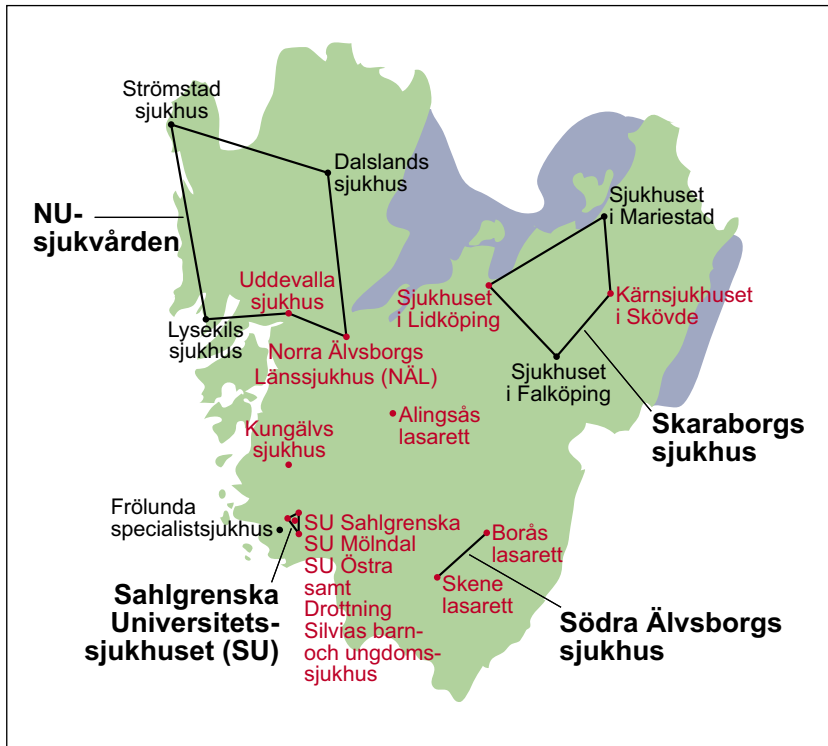 Strömstad
sjukhus
Dalslands
sjukhus
NU-
sjukvården
Uddevalla
sjukhus
Lysekils
sjukhus
Norra Älvsborgs
Länssjukhus (NÄL)
Sjukhuset
i Mariestad
Sjukhuset
i Lidköping
Kärnsjukhuset
i Skövde
Sjukhuset
i Falköping
Skaraborgs
sjukhus
Alingsås
lasarett
Kungälvs
sjukhus
Frölunda
specialistsjukhus
SU Sahlgrenska
SU Mölndal
SU Östra
samt
Drottning
Silvias barn-
och ungdoms-
sjukhus
Sahlgrenska
Universitets-
sjukhuset (SU)
Borås
lasarett
Skene
lasarett
Södra Älvsborgs
sjukhus